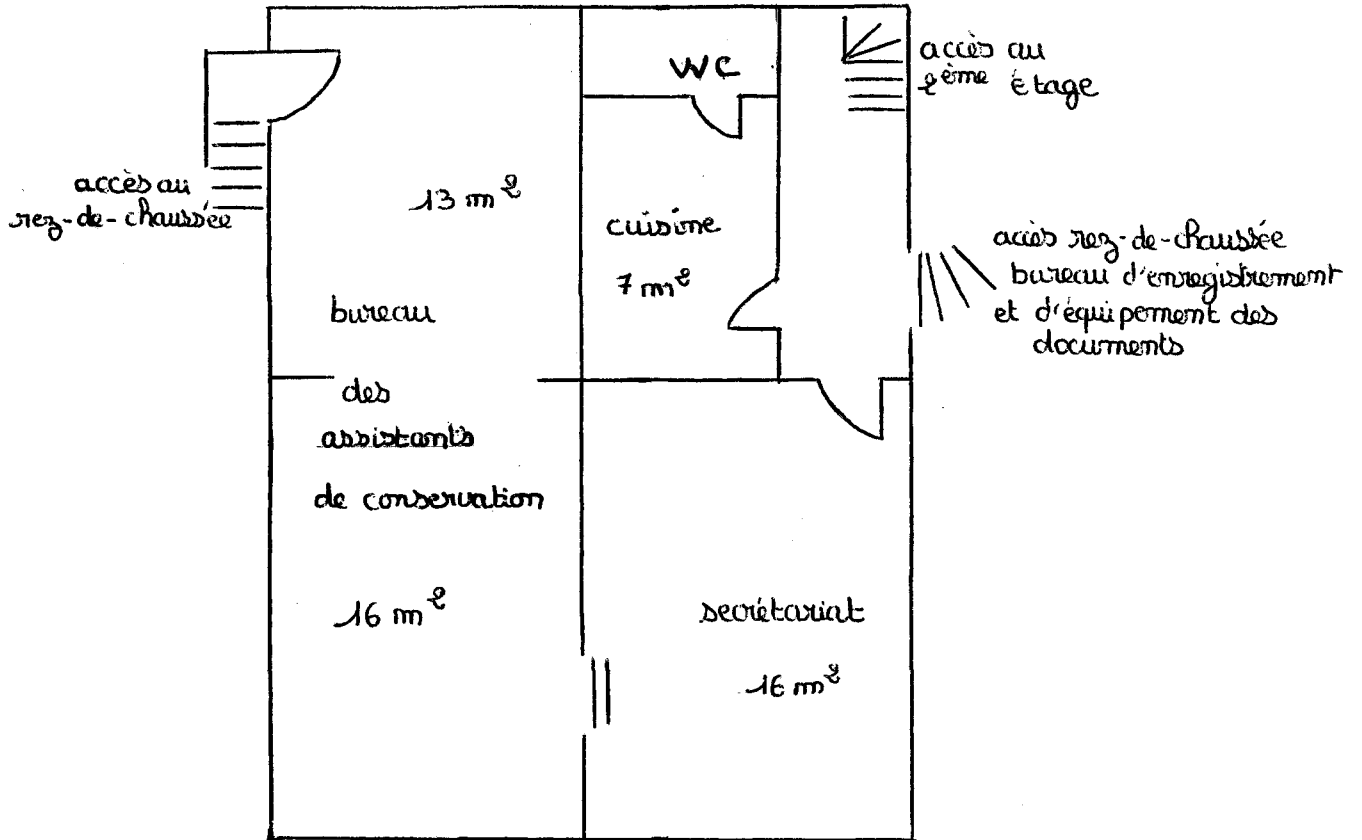 WC
accès au
2ème étage
accès au
rez-de-chaussée
13 m²
cuisine
7 m²
accès rez-de-chaussée
bureau d'enregistrement
et d'équipement des
documents
bureau
des
assistants
de conservation
16 m²
secrétariat
16 m²